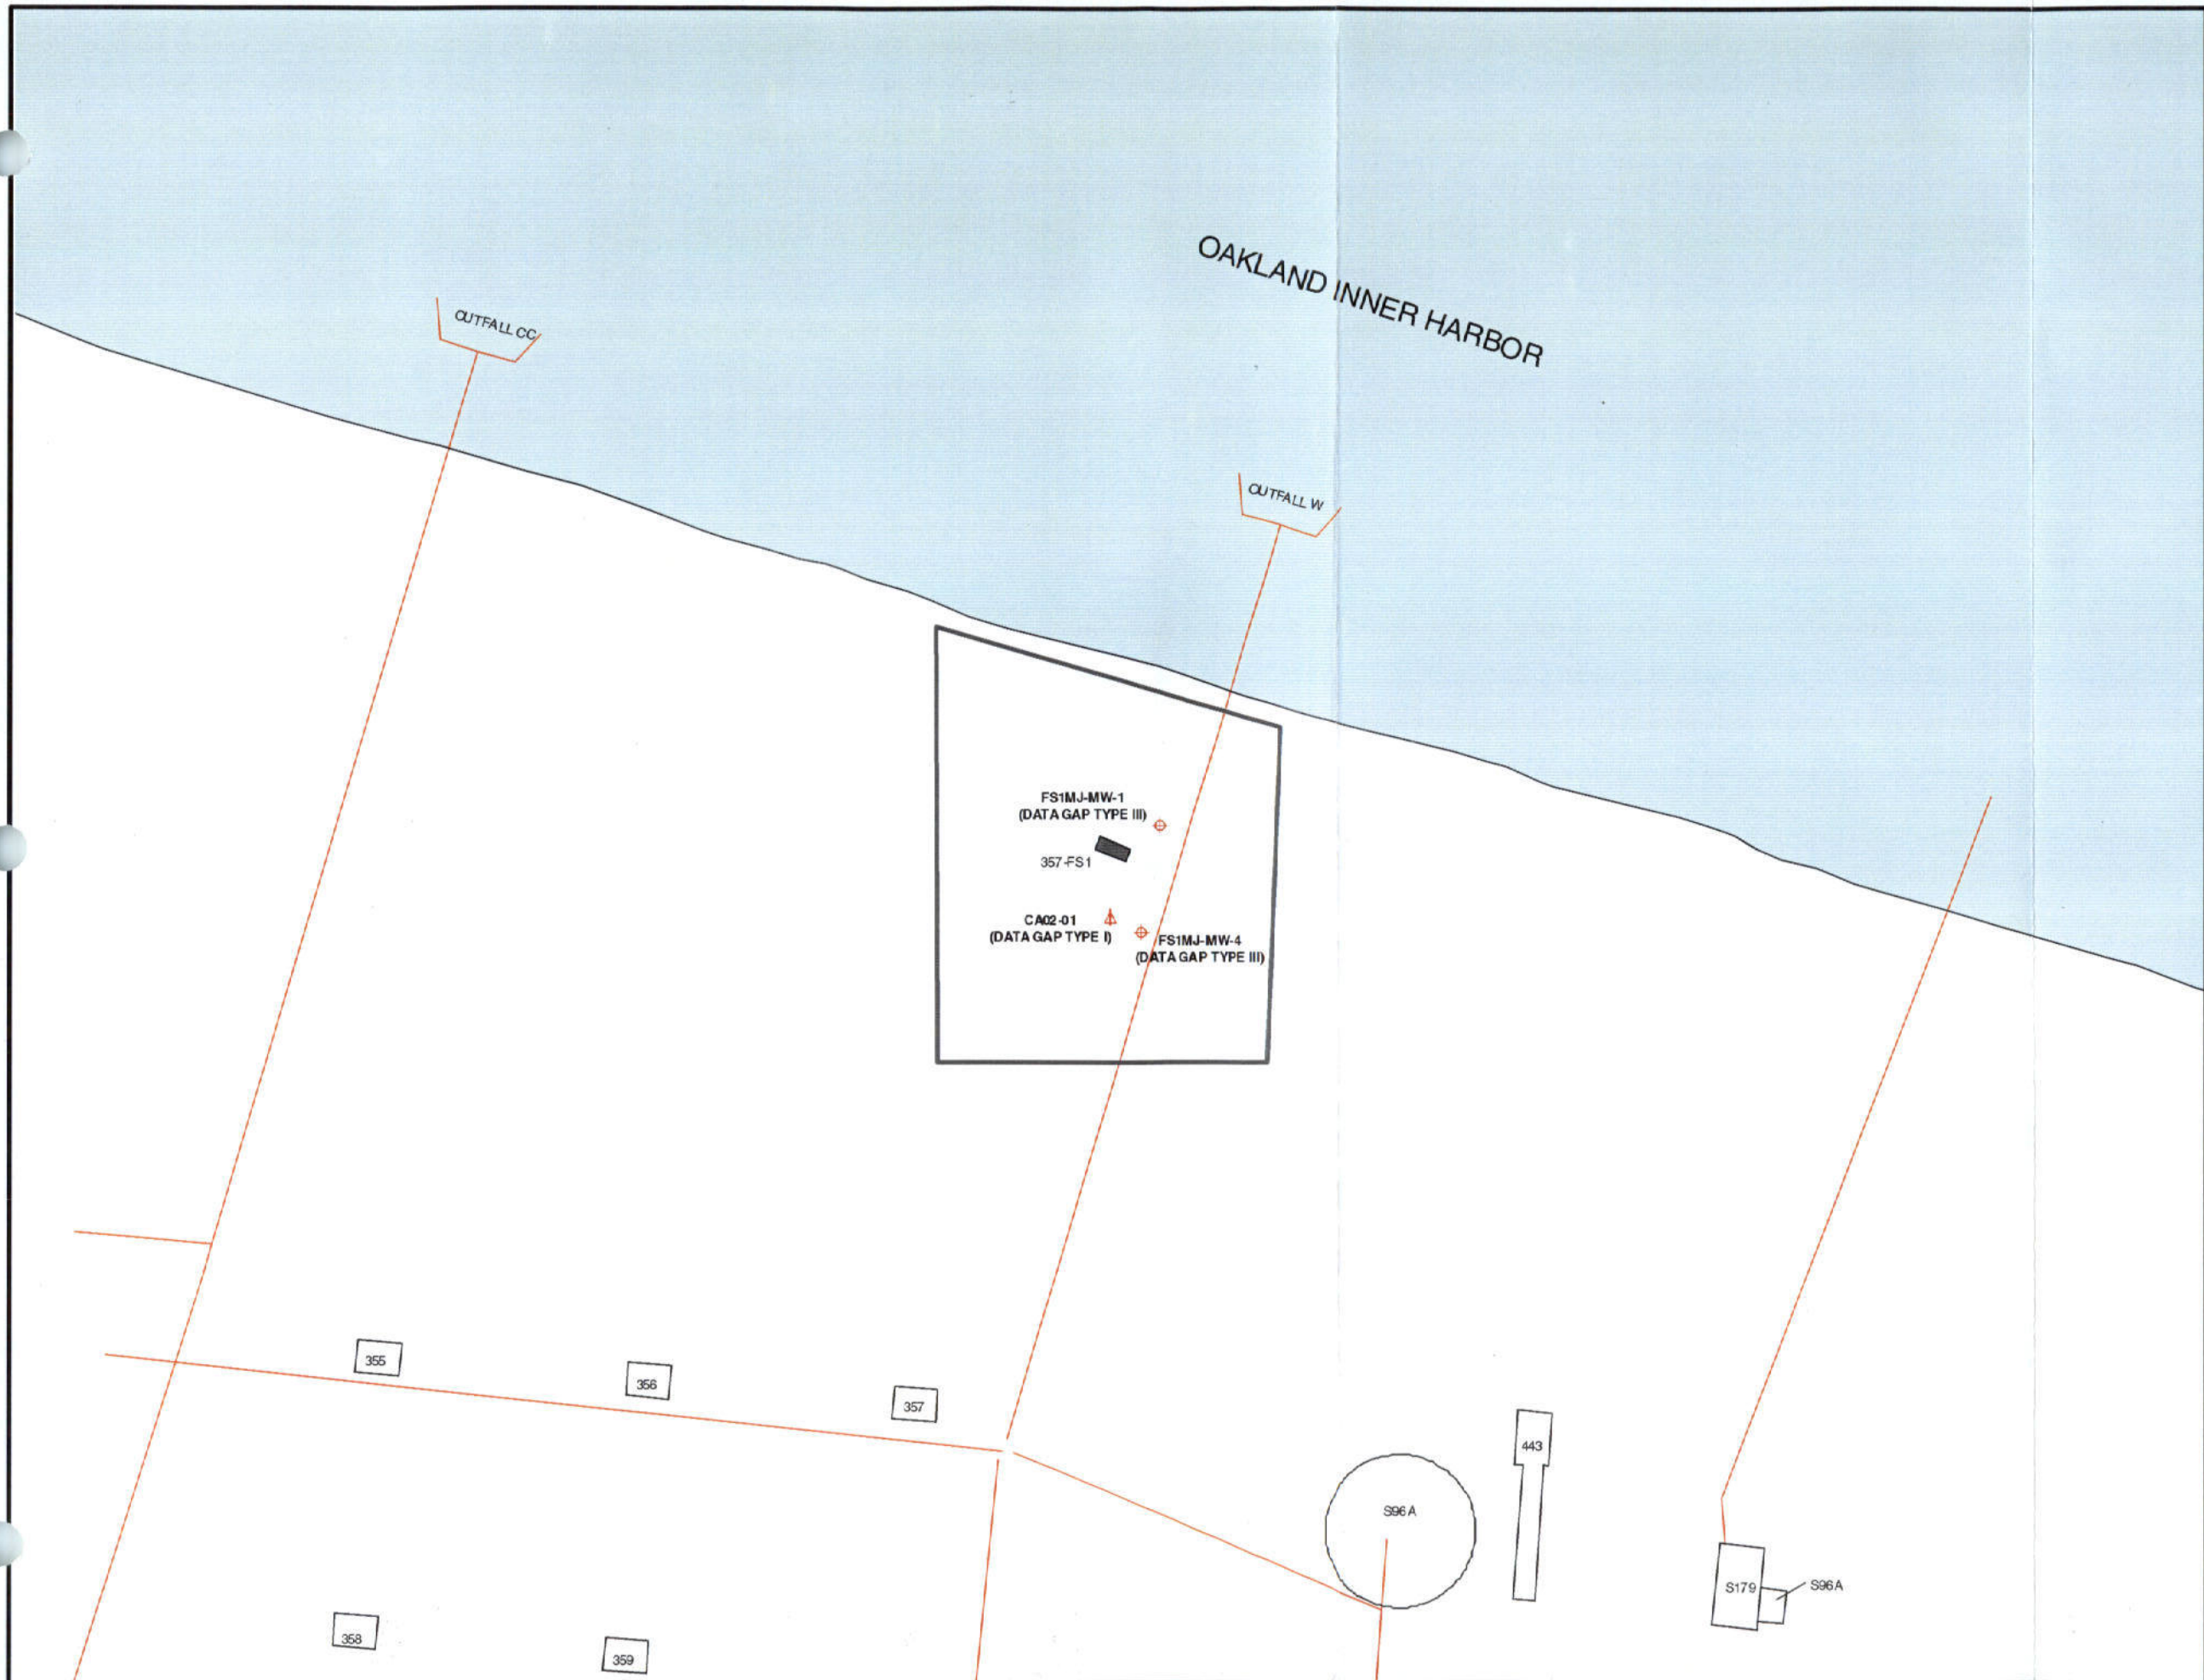 OAKLAND INNER HARBOR
OUTFALL CC
OUTFALL W
FS1MJ-MW-1
(DATA GAP TYPE III)
357-FS1
CA02-01
(DATA GAP TYPE I)
FS1MJ-MW-4
(DATA GAP TYPE III)
355
356
357
443
S96A
S179
S96A
358
359